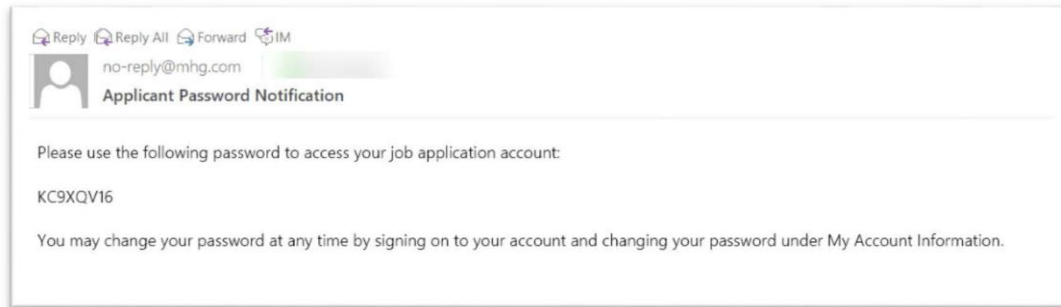 Reply Reply All Forward IM
no-reply@mhg.com
Applicant Password Notification
Please use the following password to access your job application account:
KC9XQV16
You may change your password at any time by signing on to your account and changing your password under My Account Information.